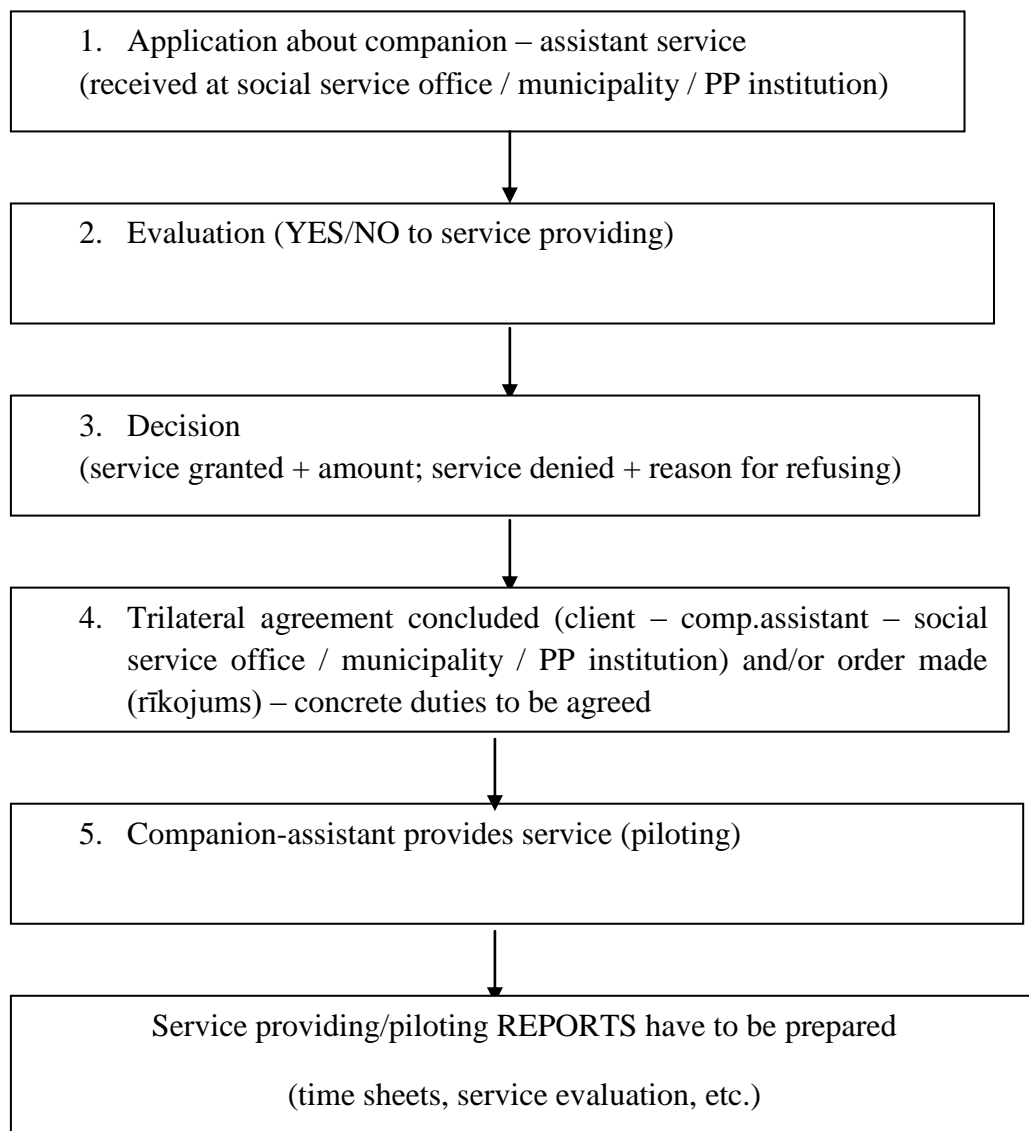 1. Application about companion – assistant service
(received at social service office / municipality / PP institution)
2. Evaluation (YES/NO to service providing)
3. Decision
(service granted + amount; service denied + reason for refusing)
4. Trilateral agreement concluded (client – comp.assistant – social
service office / municipality / PP institution) and/or order made
(rīkojums) – concrete duties to be agreed
5. Companion-assistant provides service (piloting)
Service providing/piloting REPORTS have to be prepared
(time sheets, service evaluation, etc.)